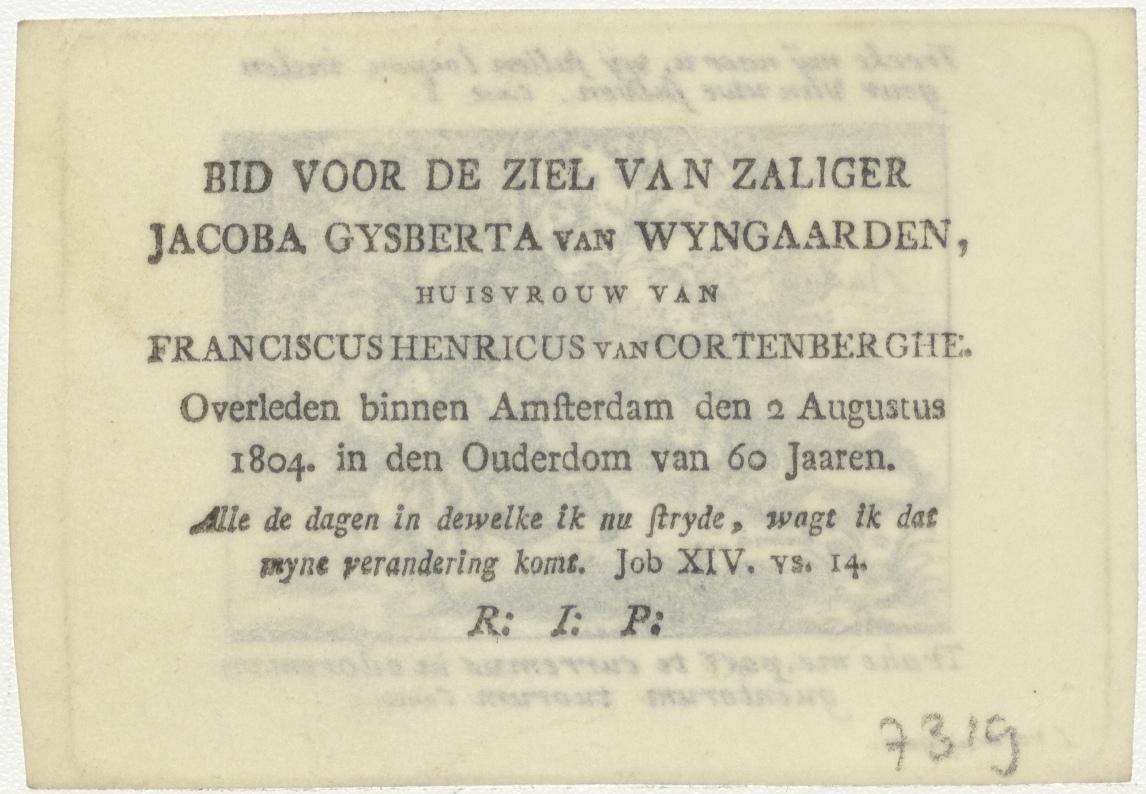 BID VOOR DE ZIEL VAN ZALIGER
JACOBA GYSBERTA VAN WYNGAARDEN,
HUISVROUW VAN
FRANCISCUS HENRICUS VAN CORTENBERGHE.
Overleden binnen Amſterdam den 2 Augustus
1804. in den Ouderdom van 60 Jaaren.
Alle de dagen in dewelke ik nu ſtryde, wagt ik dat
myne verandering komt. Job XIV. vs. 14.
R: I: P:
7319